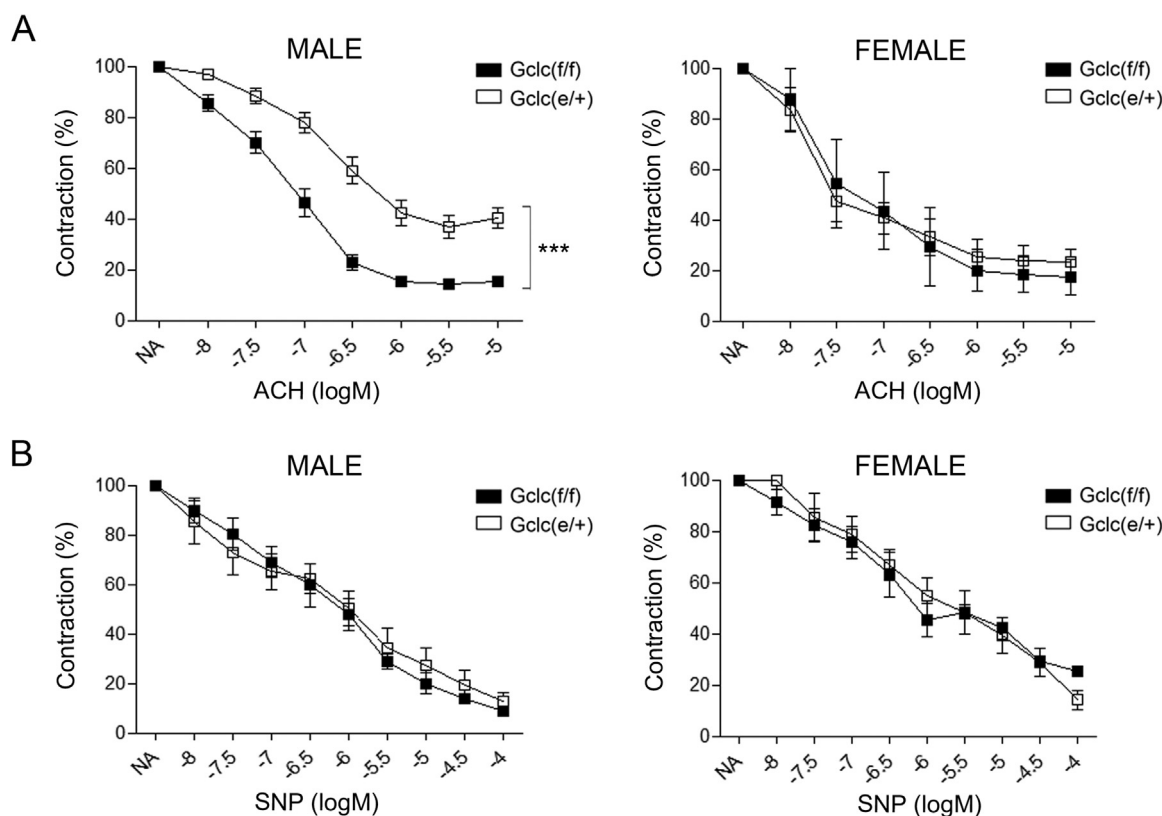 A
MALE
Gclc(f/f)
Gclc(e/+)
Contraction (%)
100
80
60
40
20
0
***
NA
-8
-7.5
-7
-6.5
-6
-5.5
-5
ACH (logM)
FEMALE
Gclc(f/f)
Gclc(e/+)
Contraction (%)
100
80
60
40
20
0
NA
-8
-7.5
-7
-6.5
-6
-5.5
-5
ACH (logM)
B
MALE
Gclc(f/f)
Gclc(e/+)
Contraction (%)
100
80
60
40
20
0
NA
-8
-7.5
-7
-6.5
-6
-5.5
-5
-4.5
-4
SNP (logM)
FEMALE
Gclc(f/f)
Gclc(e/+)
Contraction (%)
100
80
60
40
20
0
NA
-8
-7.5
-7
-6.5
-6
-5.5
-5
-4.5
-4
SNP (logM)